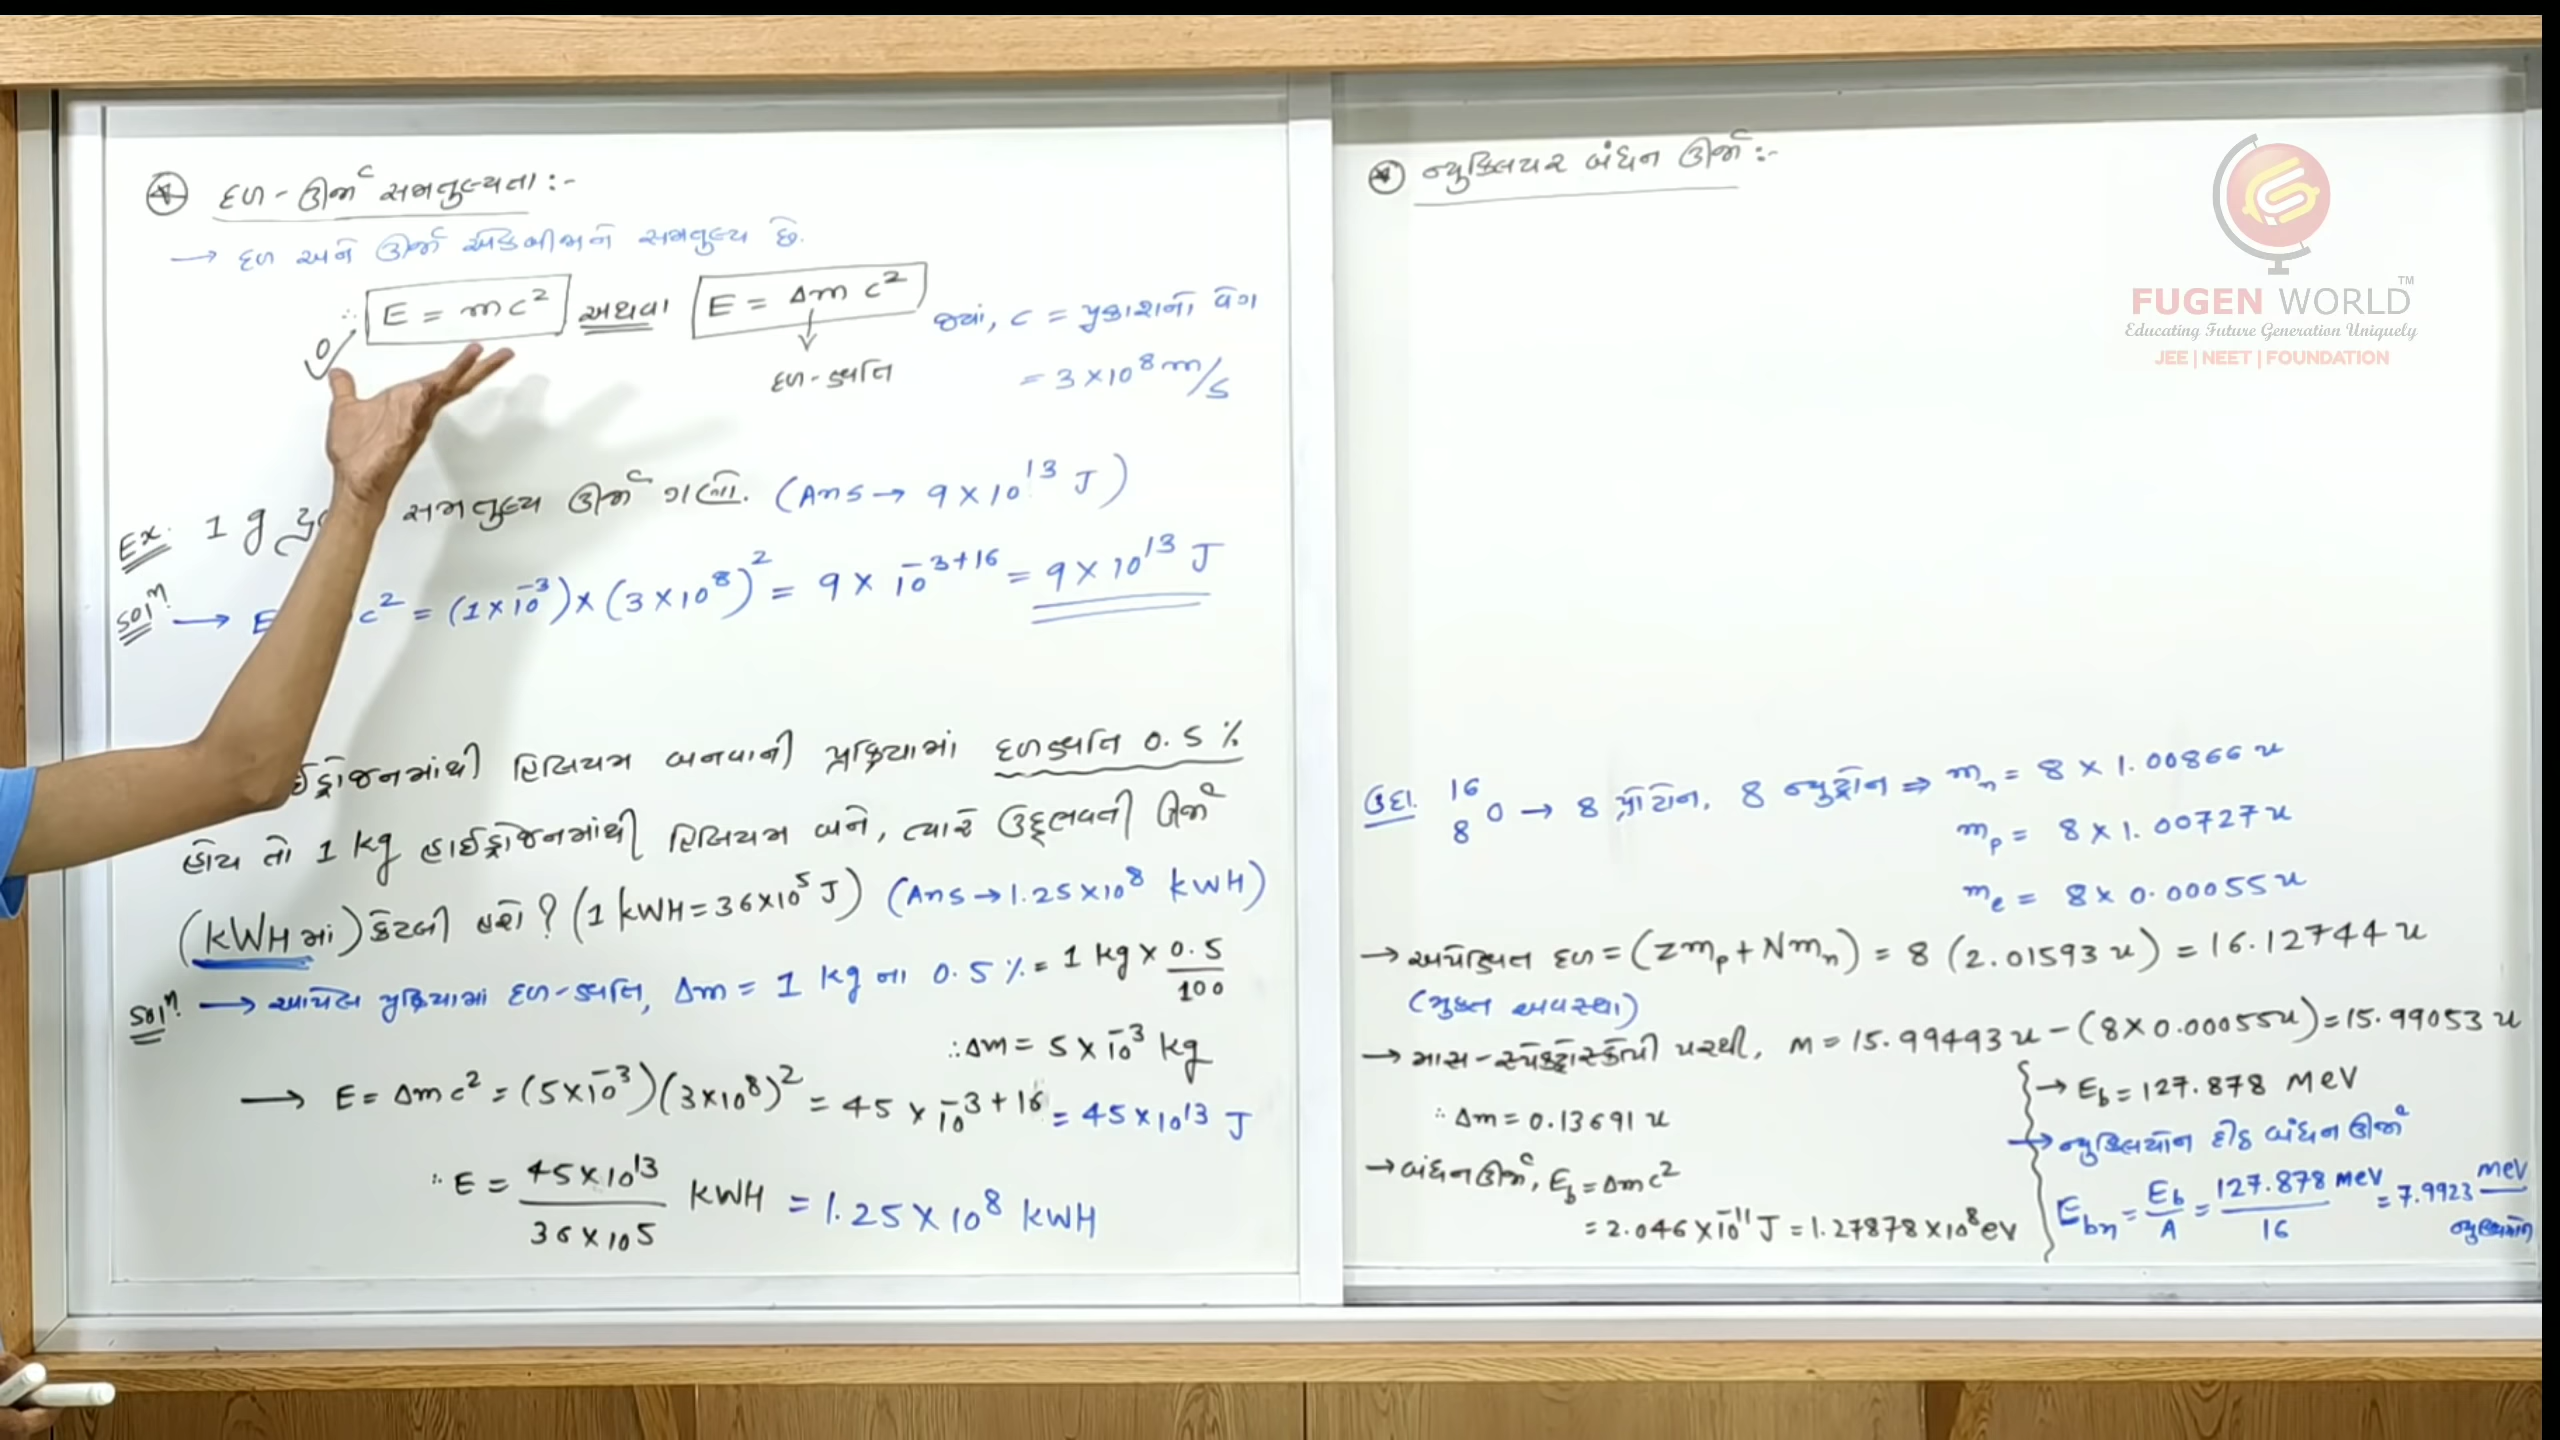 દળ - ઊર્જા સમતુલ્યતા :-
→ દળ અને ઊર્જા એકબીજાને સમતુલ્ય છે.
∴ E = mc² અથવા E = Δm c² જ્યાં, c = પ્રકાશનો વેગ
દળ-ક્ષતિ = 3 × 10⁸ m/s
Ex. 1 g સમતુલ્ય ઊર્જા ગણો. (Ans → 9 × 10¹³ J)
Solⁿ. → E c² = (1 × 10⁻³) × (3 × 10⁸)² = 9 × 10⁻³⁺¹⁶ = 9 × 10¹³ J
હિલિયમ બનવાની પ્રક્રિયામાં દળક્ષતિ 0.5 %
હોય તો 1 kg હાઈડ્રોજનમાંથી હિલિયમ બને, ત્યારે ઉદ્દભવતી ઊર્જા
(kWH માં) કેટલી હશે? (1 kWH = 36 × 10⁵ J) (Ans → 1.25 × 10⁸ kWH)
Solⁿ. → આપેલ પ્રક્રિયામાં દળ-ક્ષતિ, Δm = 1 kg ના 0.5 % = 1 kg × 0.5/100
∴ Δm = 5 × 10⁻³ kg
→ E = Δm c² = (5 × 10⁻³) (3 × 10⁸)² = 45 × 10⁻³⁺¹⁶ = 45 × 10¹³ J
∴ E = 45 × 10¹³/36 × 10⁵ kWH = 1.25 × 10⁸ kWH
ન્યુક્લિયર બંધન ઊર્જા :-
ઉદા. ¹⁶₈O → 8 પ્રોટોન, 8 ન્યુટ્રોન ⇒ mₙ = 8 × 1.00866 u
mₚ = 8 × 1.00727 u
mₑ = 8 × 0.00055 u
→ અપેક્ષિત દળ = (Zmₚ + Nmₙ) = 8 (2.01593 u) = 16.12744 u
(મુક્ત અવસ્થા)
→ માસ-સ્પેક્ટ્રોસ્કોપી પરથી, M = 15.99493 u - (8 × 0.00055u) = 15.99053 u
∴ Δm = 0.13691 u
→ બંધન ઊર્જા, E_b = Δmc²
= 2.046 × 10⁻¹¹ J = 1.27878 × 10⁸ eV
→ E_b = 127.878 MeV
→ ન્યુક્લિયોન દીઠ બંધન ઊર્જા
E_bn = E_b/A = 127.878 MeV/16 = 7.9923 MeV/ન્યુક્લિયોન
FUGEN WORLD™
Educating Future Generation Uniquely
JEE | NEET | FOUNDATION